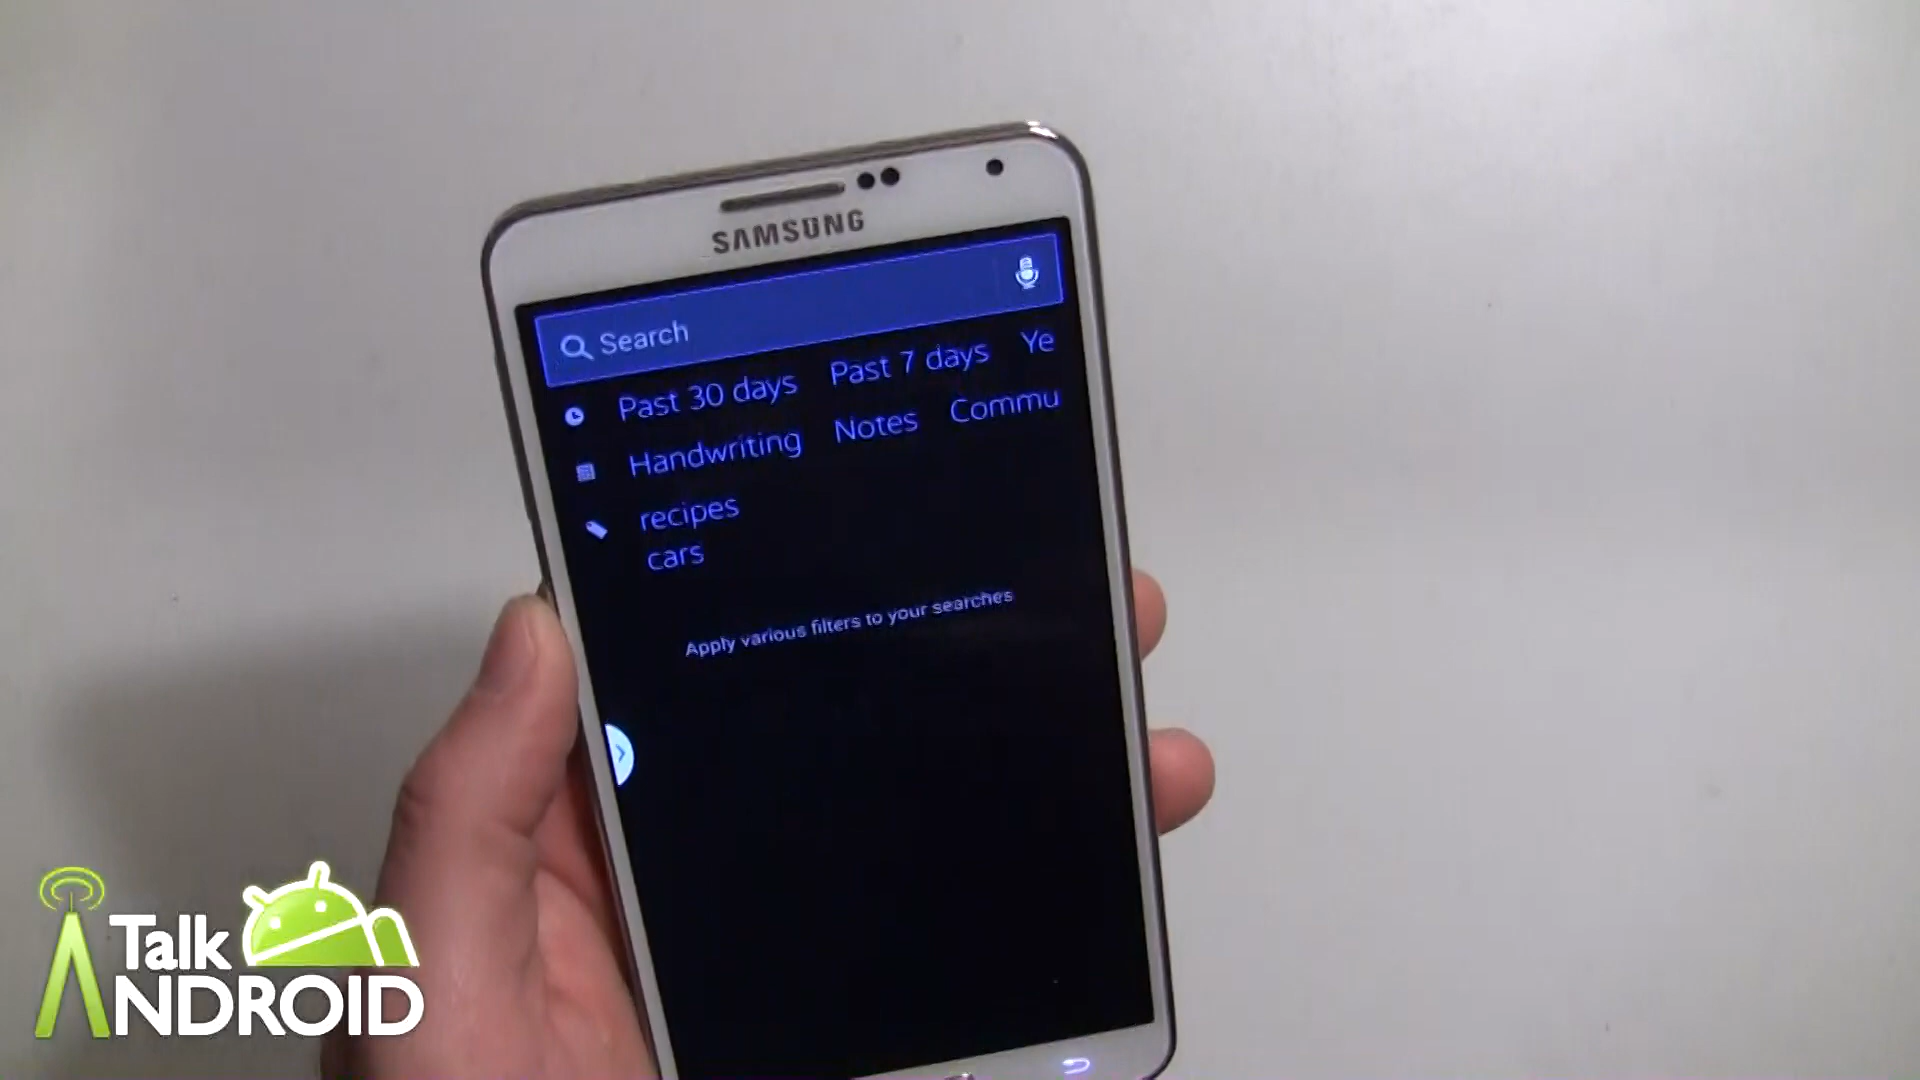 SAMSUNG
Search
Past 30 days Past 7 days Ye
Handwriting Notes Commu
recipes
cars
Apply various filters to your searches
Talk
ANDROID